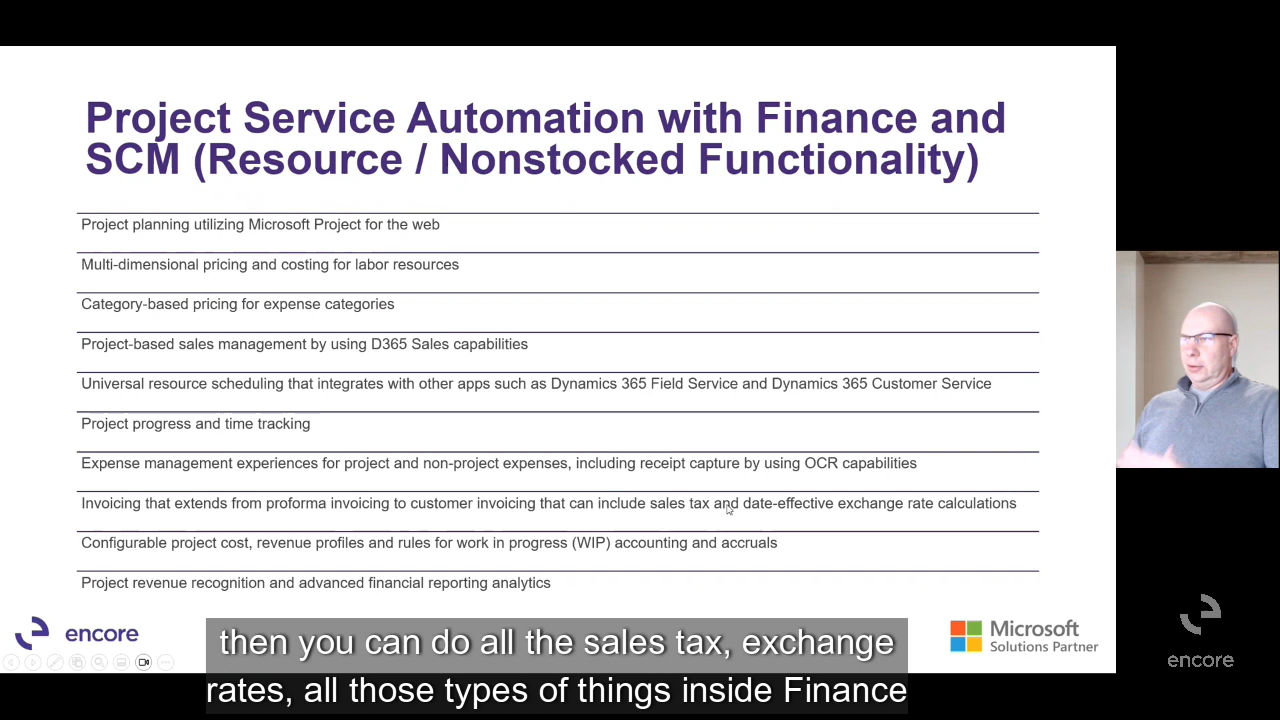 Project Service Automation with Finance and
SCM (Resource / Nonstocked Functionality)
Project planning utilizing Microsoft Project for the web
Multi-dimensional pricing and costing for labor resources
Category-based pricing for expense categories
Project-based sales management by using D365 Sales capabilities
Universal resource scheduling that integrates with other apps such as Dynamics 365 Field Service and Dynamics 365 Customer Service
Project progress and time tracking
Expense management experiences for project and non-project expenses, including receipt capture by using OCR capabilities
Invoicing that extends from proforma invoicing to customer invoicing that can include sales tax and date-effective exchange rate calculations
Configurable project cost, revenue profiles and rules for work in progress (WIP) accounting and accruals
Project revenue recognition and advanced financial reporting analytics
encore
Microsoft
Solutions Partner
encore
then you can do all the sales tax, exchange
rates, all those types of things inside Finance